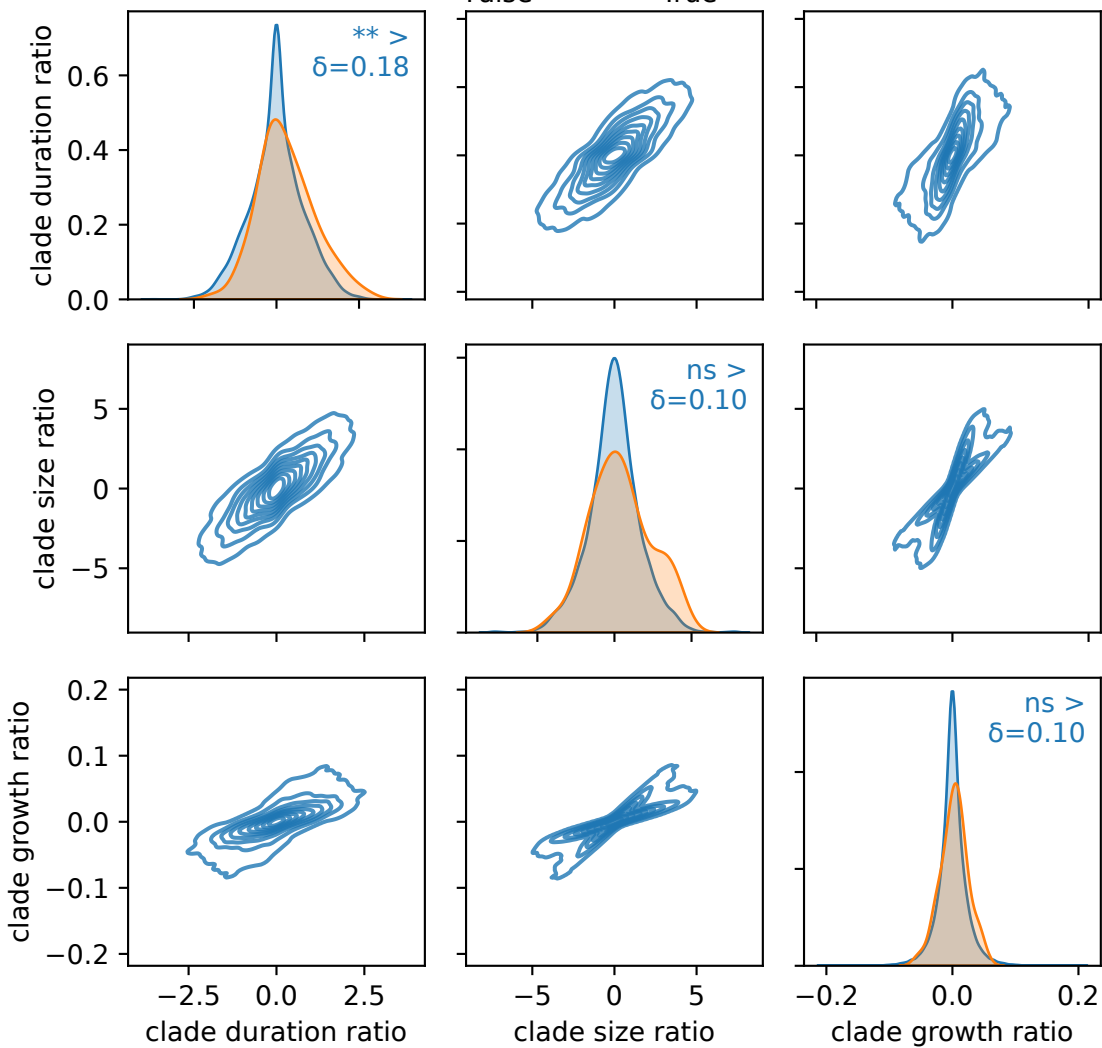 False True
clade duration ratio
0.6
0.4
0.2
0.0
** >
δ=0.18
clade size ratio
5
0
−5
ns >
δ=0.10
clade growth ratio
0.2
0.1
0.0
−0.1
−0.2
ns >
δ=0.10
−2.5 0.0 2.5
−5 0 5
−0.2 0.0 0.2
clade duration ratio
clade size ratio
clade growth ratio